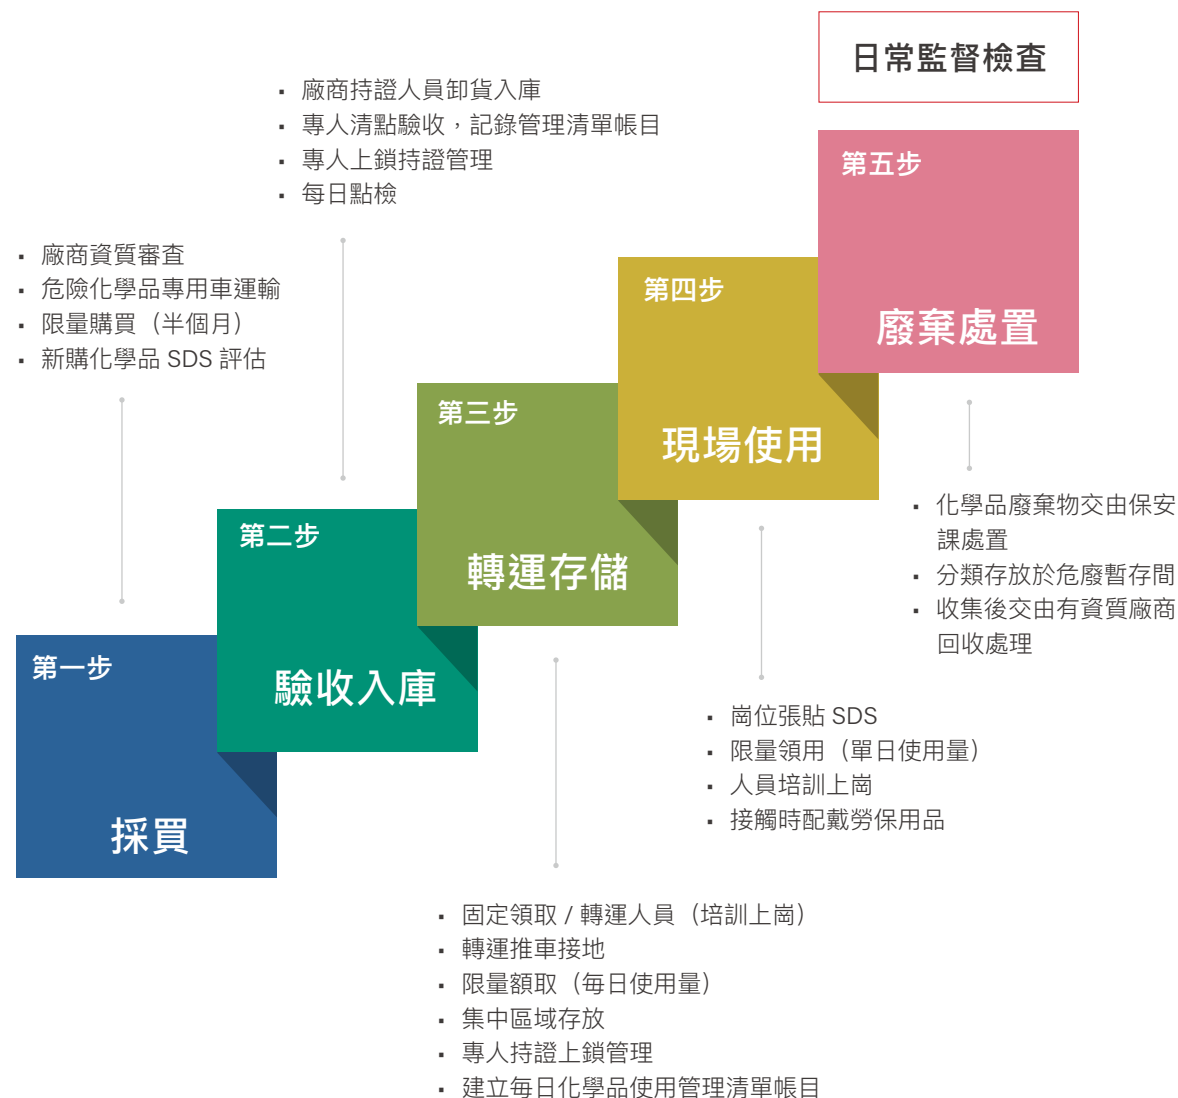 日常監督檢查
廠商持證人員卸貨入庫
專人清點驗收，記錄管理清單帳目
專人上鎖持證管理
每日點檢
廠商資質審查
危險化學品專用車運輸
限量購買（半個月）
新購化學品 SDS 評估
第五步
廢棄處置
第四步
現場使用
第三步
轉運存儲
第二步
驗收入庫
第一步
採買
化學品廢棄物交由保安
課處置
分類存放於危廢暫存間
收集後交由有資質廠商
回收處理
崗位張貼 SDS
限量領用（單日使用量）
人員培訓上崗
接觸時配戴勞保用品
固定領取 / 轉運人員（培訓上崗）
轉運推車接地
限量額取（每日使用量）
集中區域存放
專人持證上鎖管理
建立每日化學品使用管理清單帳目